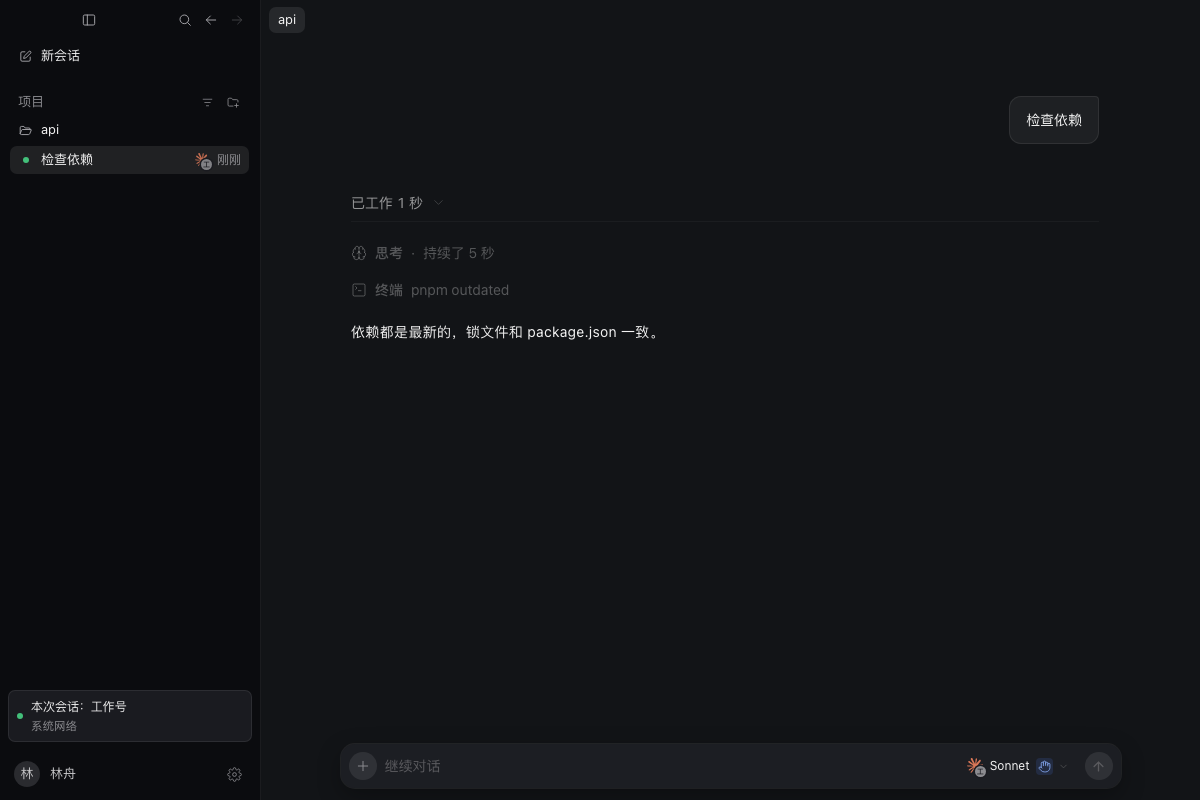 新会话
项目
api
检查依赖 工 刚刚
本次会话：工作号
系统网络
林 林舟
api
检查依赖
已工作 1 秒
思考 · 持续了 5 秒
终端 pnpm outdated
依赖都是最新的，锁文件和 package.json 一致。
继续对话 工 Sonnet